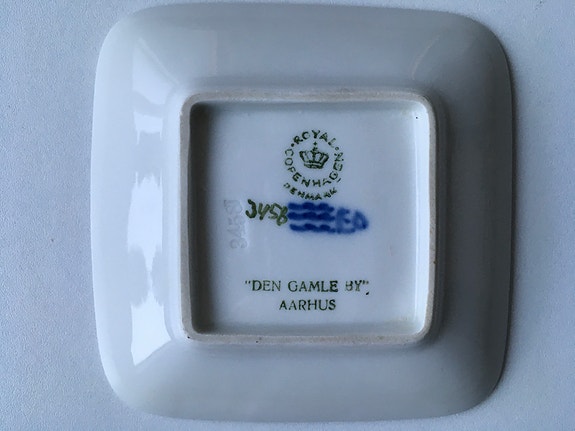 ROYAL
COPENHAGEN
DENMARK
3458
"DEN GAMLE BY"
AARHUS